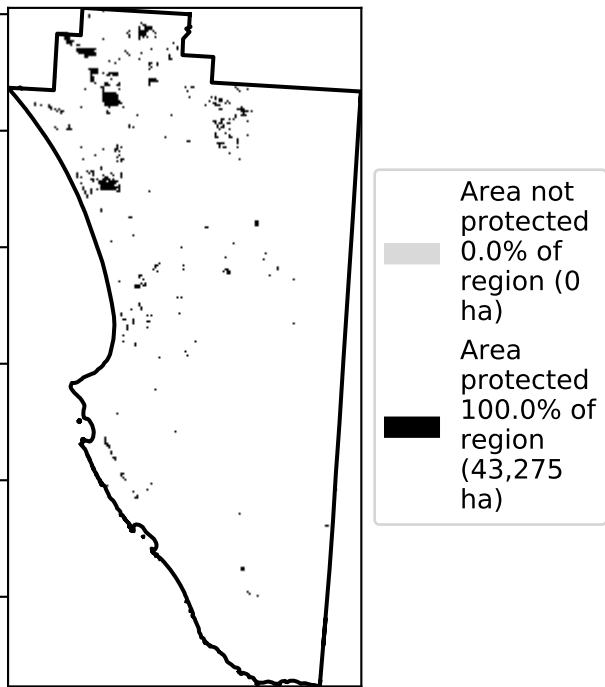 Area not
protected
0.0% of
region (0
ha)
Area
protected
100.0% of
region
(43,275
ha)